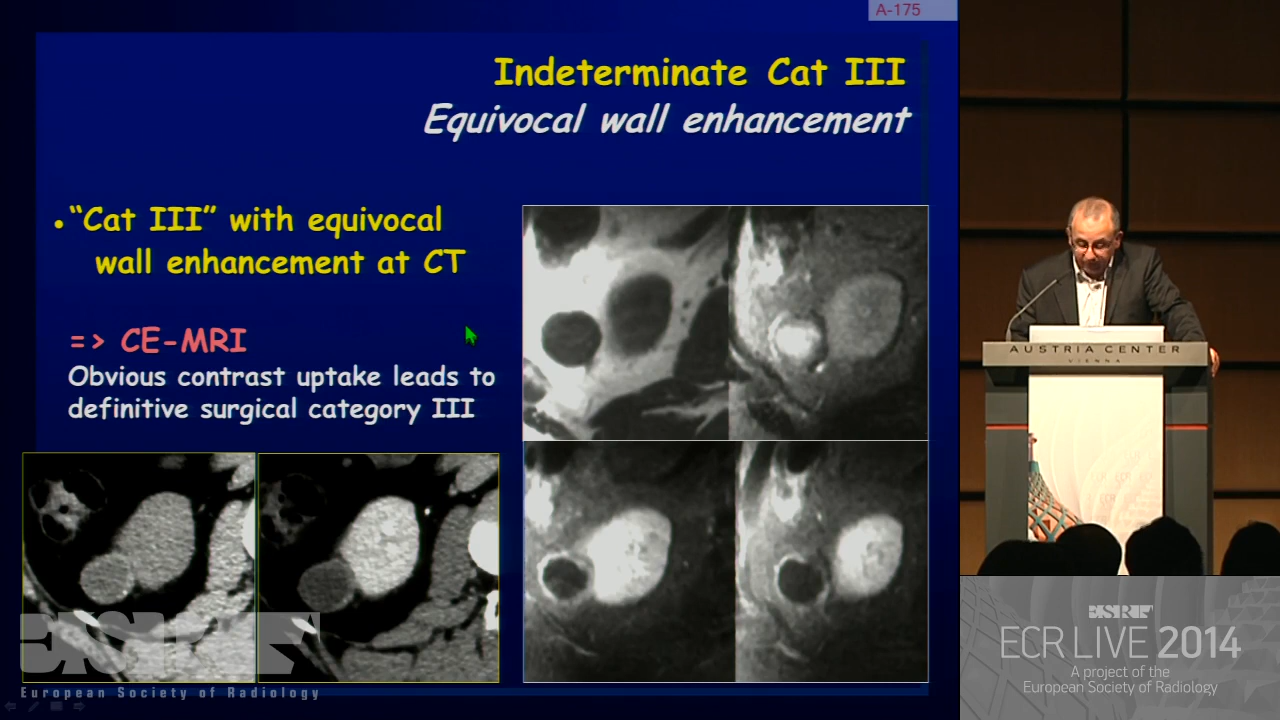 A-175
Indeterminate Cat III
Equivocal wall enhancement
•“Cat III” with equivocal
wall enhancement at CT
=> CE-MRI
Obvious contrast uptake leads to
definitive surgical category III
ESR
European Society of Radiology
AUSTRIA CENTER
VIENNA
ESR
ECR LIVE 2014
A project of the
European Society of Radiology